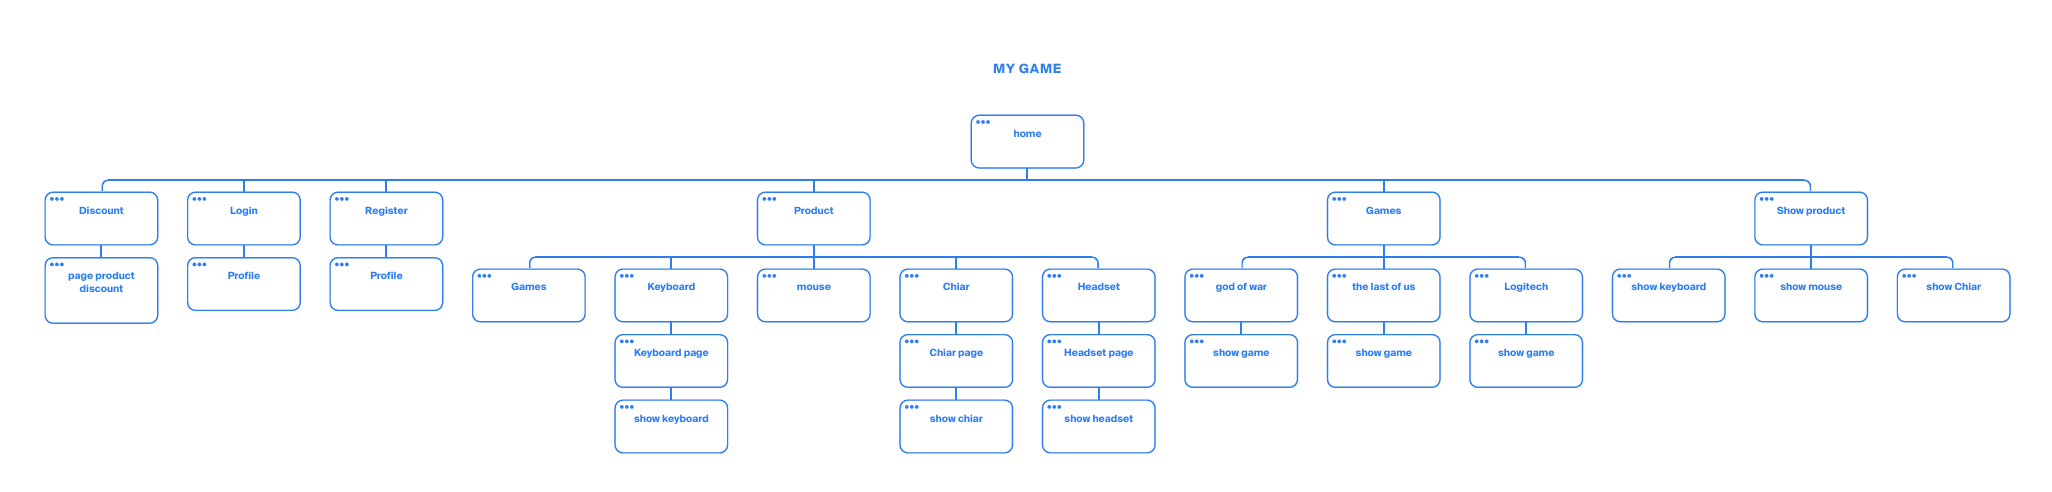 MY GAME
home
Discount
Login
Register
Product
Games
Show product
page product
discount
Profile
Profile
Games
Keyboard
mouse
Chiar
Headset
god of war
the last of us
Logitech
show keyboard
show mouse
show Chiar
Keyboard page
Chiar page
Headset page
show game
show game
show game
show keyboard
show chiar
show headset